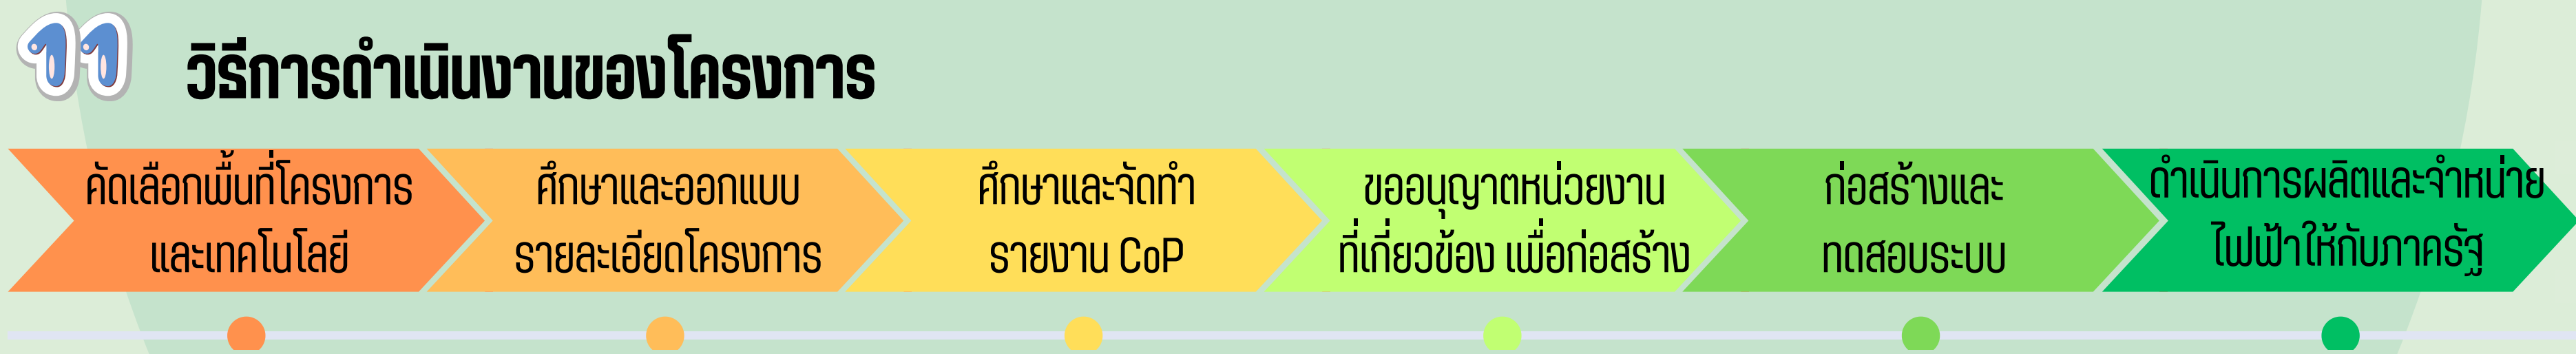 ๑๑ วิธีการดำเนินงานของโครงการ
คัดเลือกพื้นที่โครงการ
และเทคโนโลยี
ศึกษาและออกแบบ
รายละเอียดโครงการ
ศึกษาและจัดทำ
รายงาน CoP
ขออนุญาตหน่วยงาน
ที่เกี่ยวข้อง เพื่อก่อสร้าง
ก่อสร้างและ
ทดสอบระบบ
ดำเนินการผลิตและจำหน่าย
ไฟฟ้าให้กับภาครัฐ